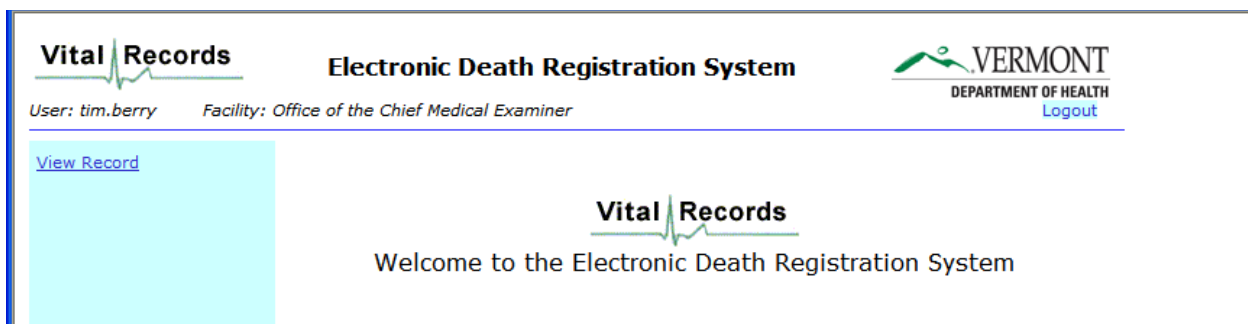 Vital Records
Electronic Death Registration System
VERMONT
DEPARTMENT OF HEALTH
User: tim.berry Facility: Office of the Chief Medical Examiner
Logout
View Record
Vital Records
Welcome to the Electronic Death Registration System